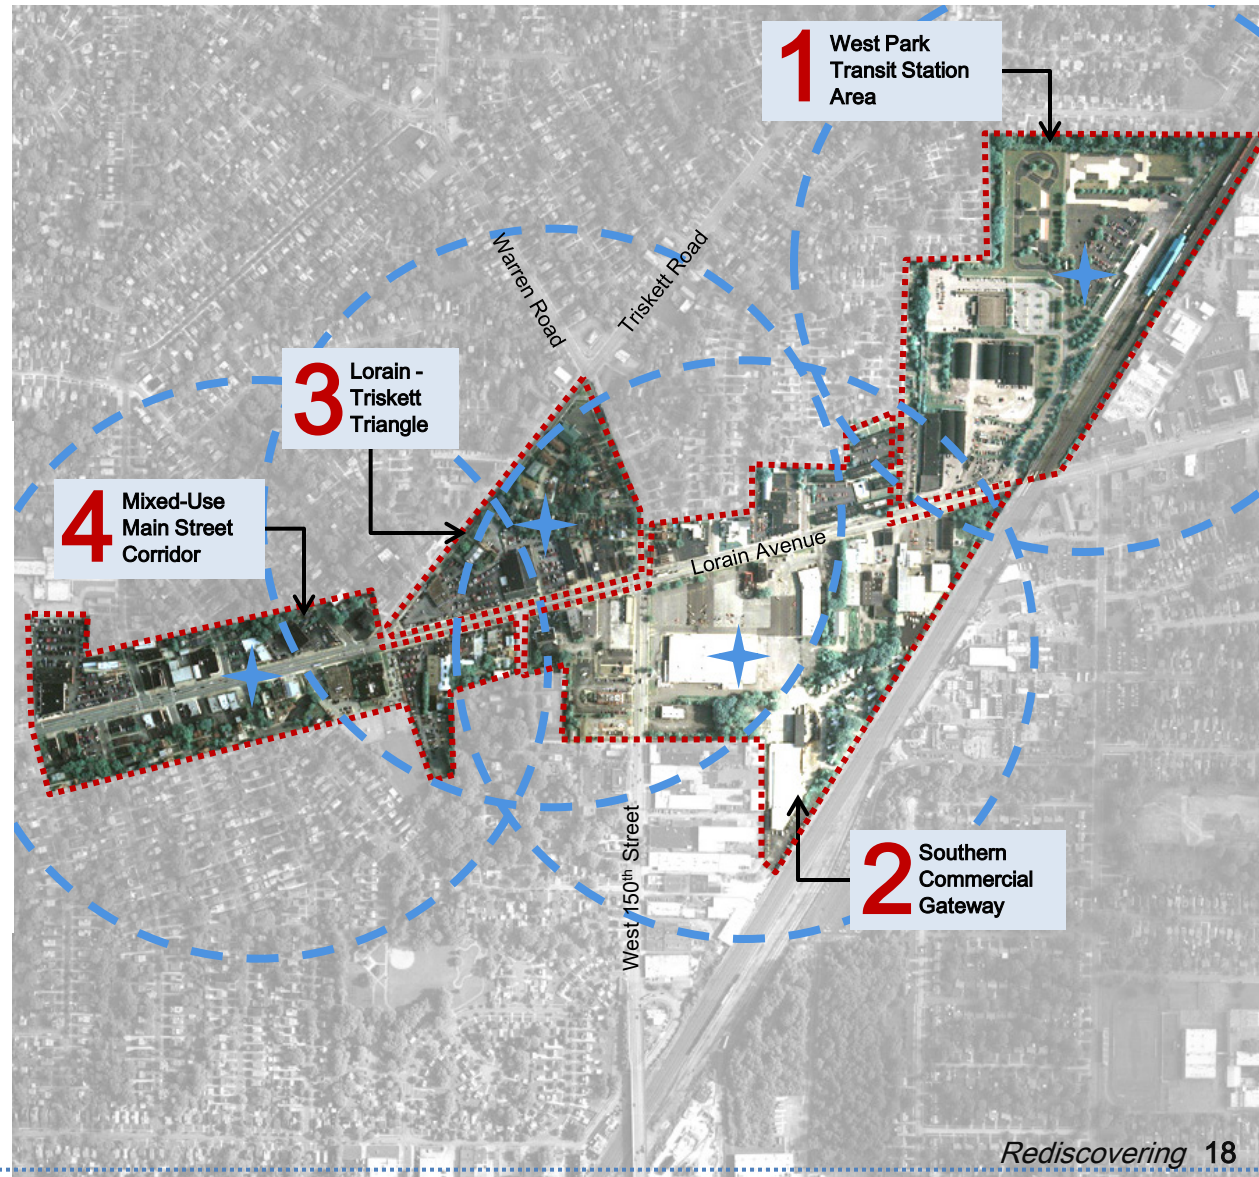 1
West Park
Transit Station
Area
Warren Road
Triskett Road
3
Lorain -
Triskett
Triangle
4
Mixed-Use
Main Street
Corridor
Lorain Avenue
West 150th Street
2
Southern
Commercial
Gateway
Rediscovering 18